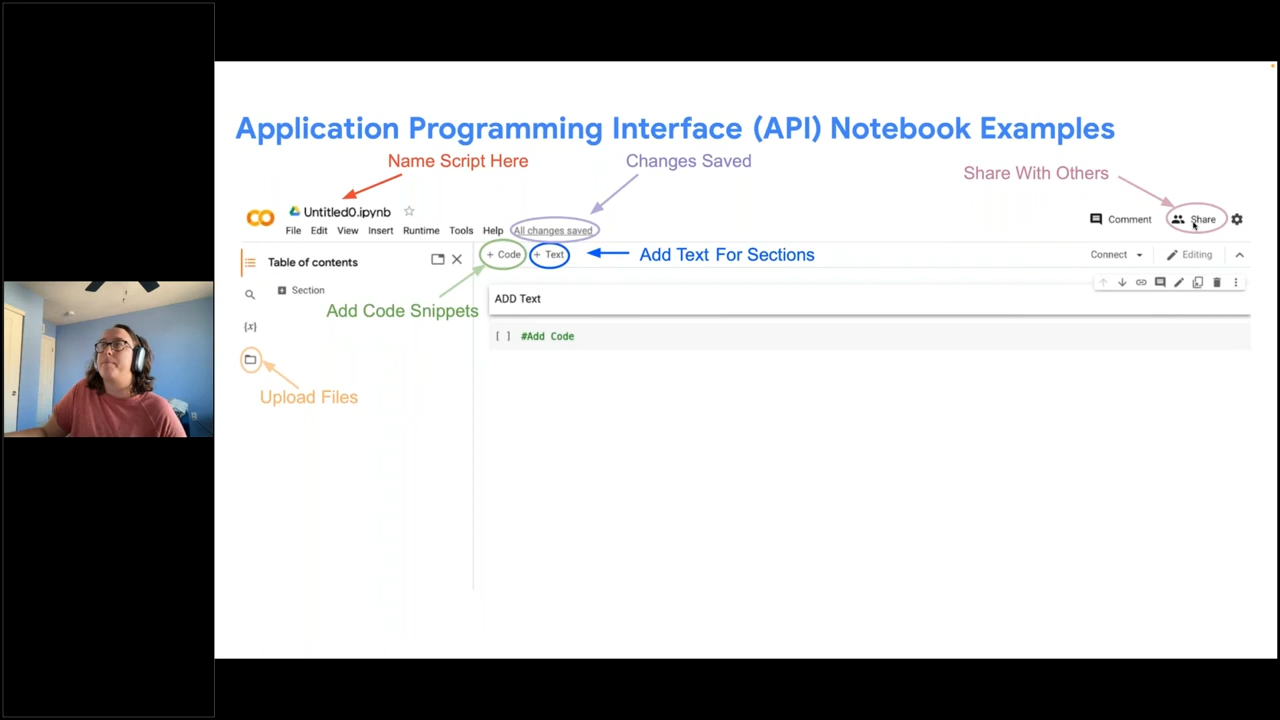 Application Programming Interface (API) Notebook Examples
Name Script Here
Changes Saved
Share With Others
Untitled0.ipynb
Comment
Share
File Edit View Insert Runtime Tools Help All changes saved
Table of contents
+ Code + Text
Add Text For Sections
Connect
Editing
Section
ADD Text
Add Code Snippets
{x}
[ ] #Add Code
Upload Files